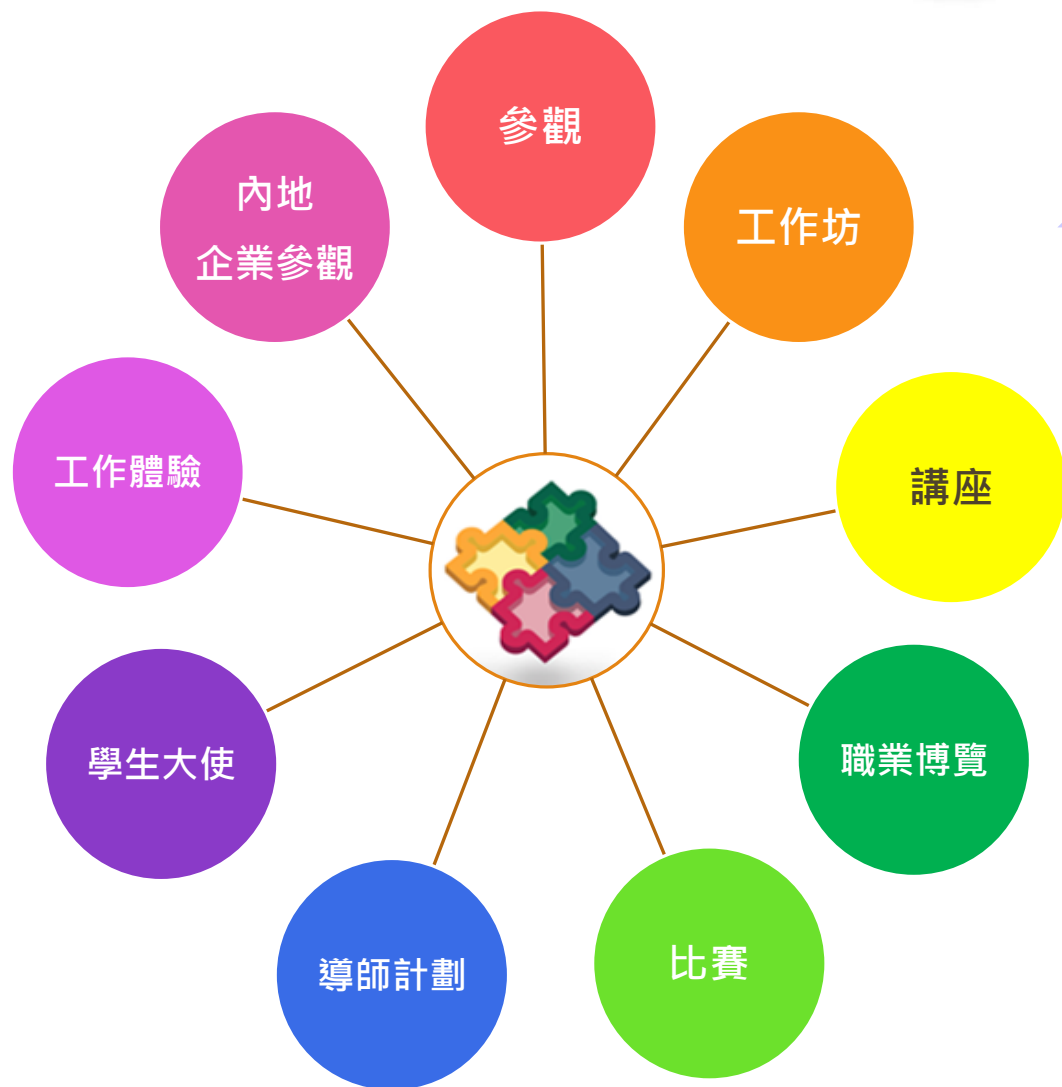 參觀
工作坊
講座
職業博覽
比賽
導師計劃
學生大使
工作體驗
內地
企業參觀